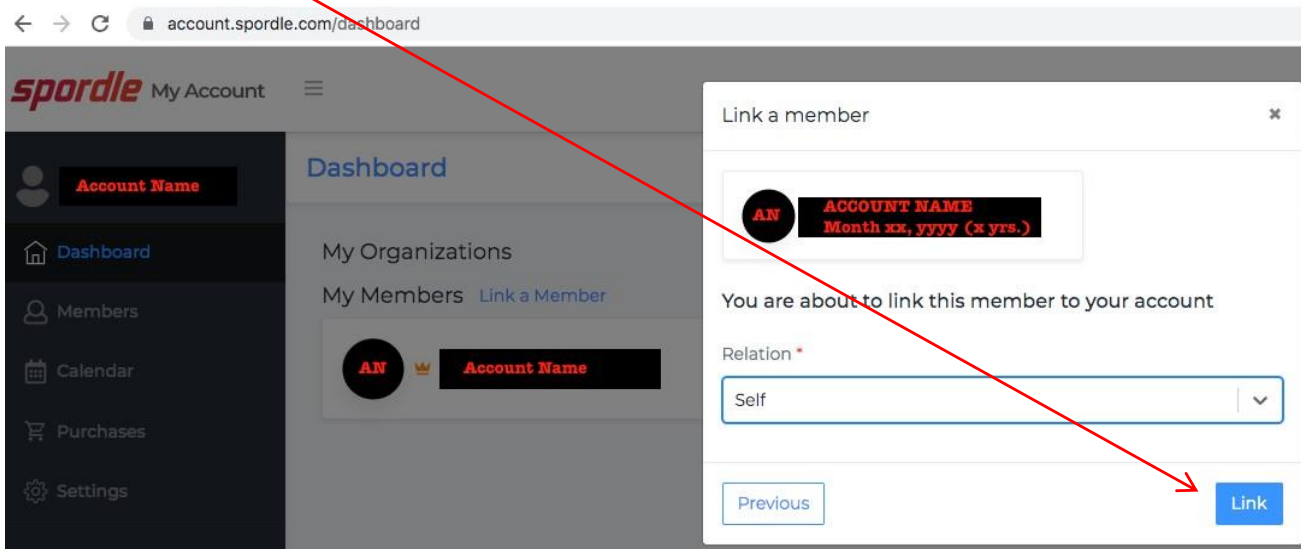 account.spordle.com/dashboard
spordle My Account
Account Name
Dashboard
Members
Calendar
Purchases
Settings
Dashboard
My Organizations
My Members Link a Member
AN Account Name
Link a member
AN
ACCOUNT NAME
Month xx, yyyy (x yrs.)
You are about to link this member to your account
Relation *
Self
Previous Link